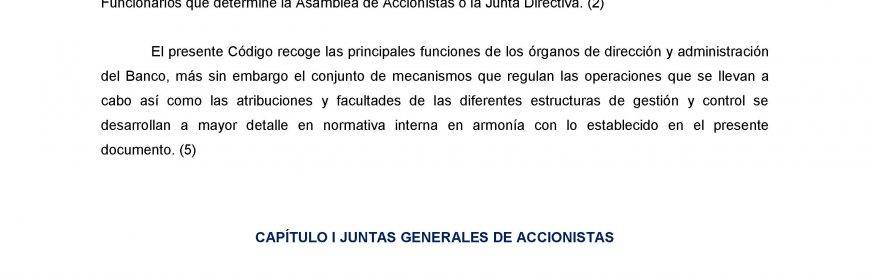 Funcionarios que determine la Asamblea de Accionistas o la Junta Directiva. (2)
El presente Código recoge las principales funciones de los órganos de dirección y administración
del Banco, más sin embargo el conjunto de mecanismos que regulan las operaciones que se llevan a
cabo así como las atribuciones y facultades de las diferentes estructuras de gestión y control se
desarrollan a mayor detalle en normativa interna en armonía con lo establecido en el presente
documento. (5)
CAPÍTULO I JUNTAS GENERALES DE ACCIONISTAS